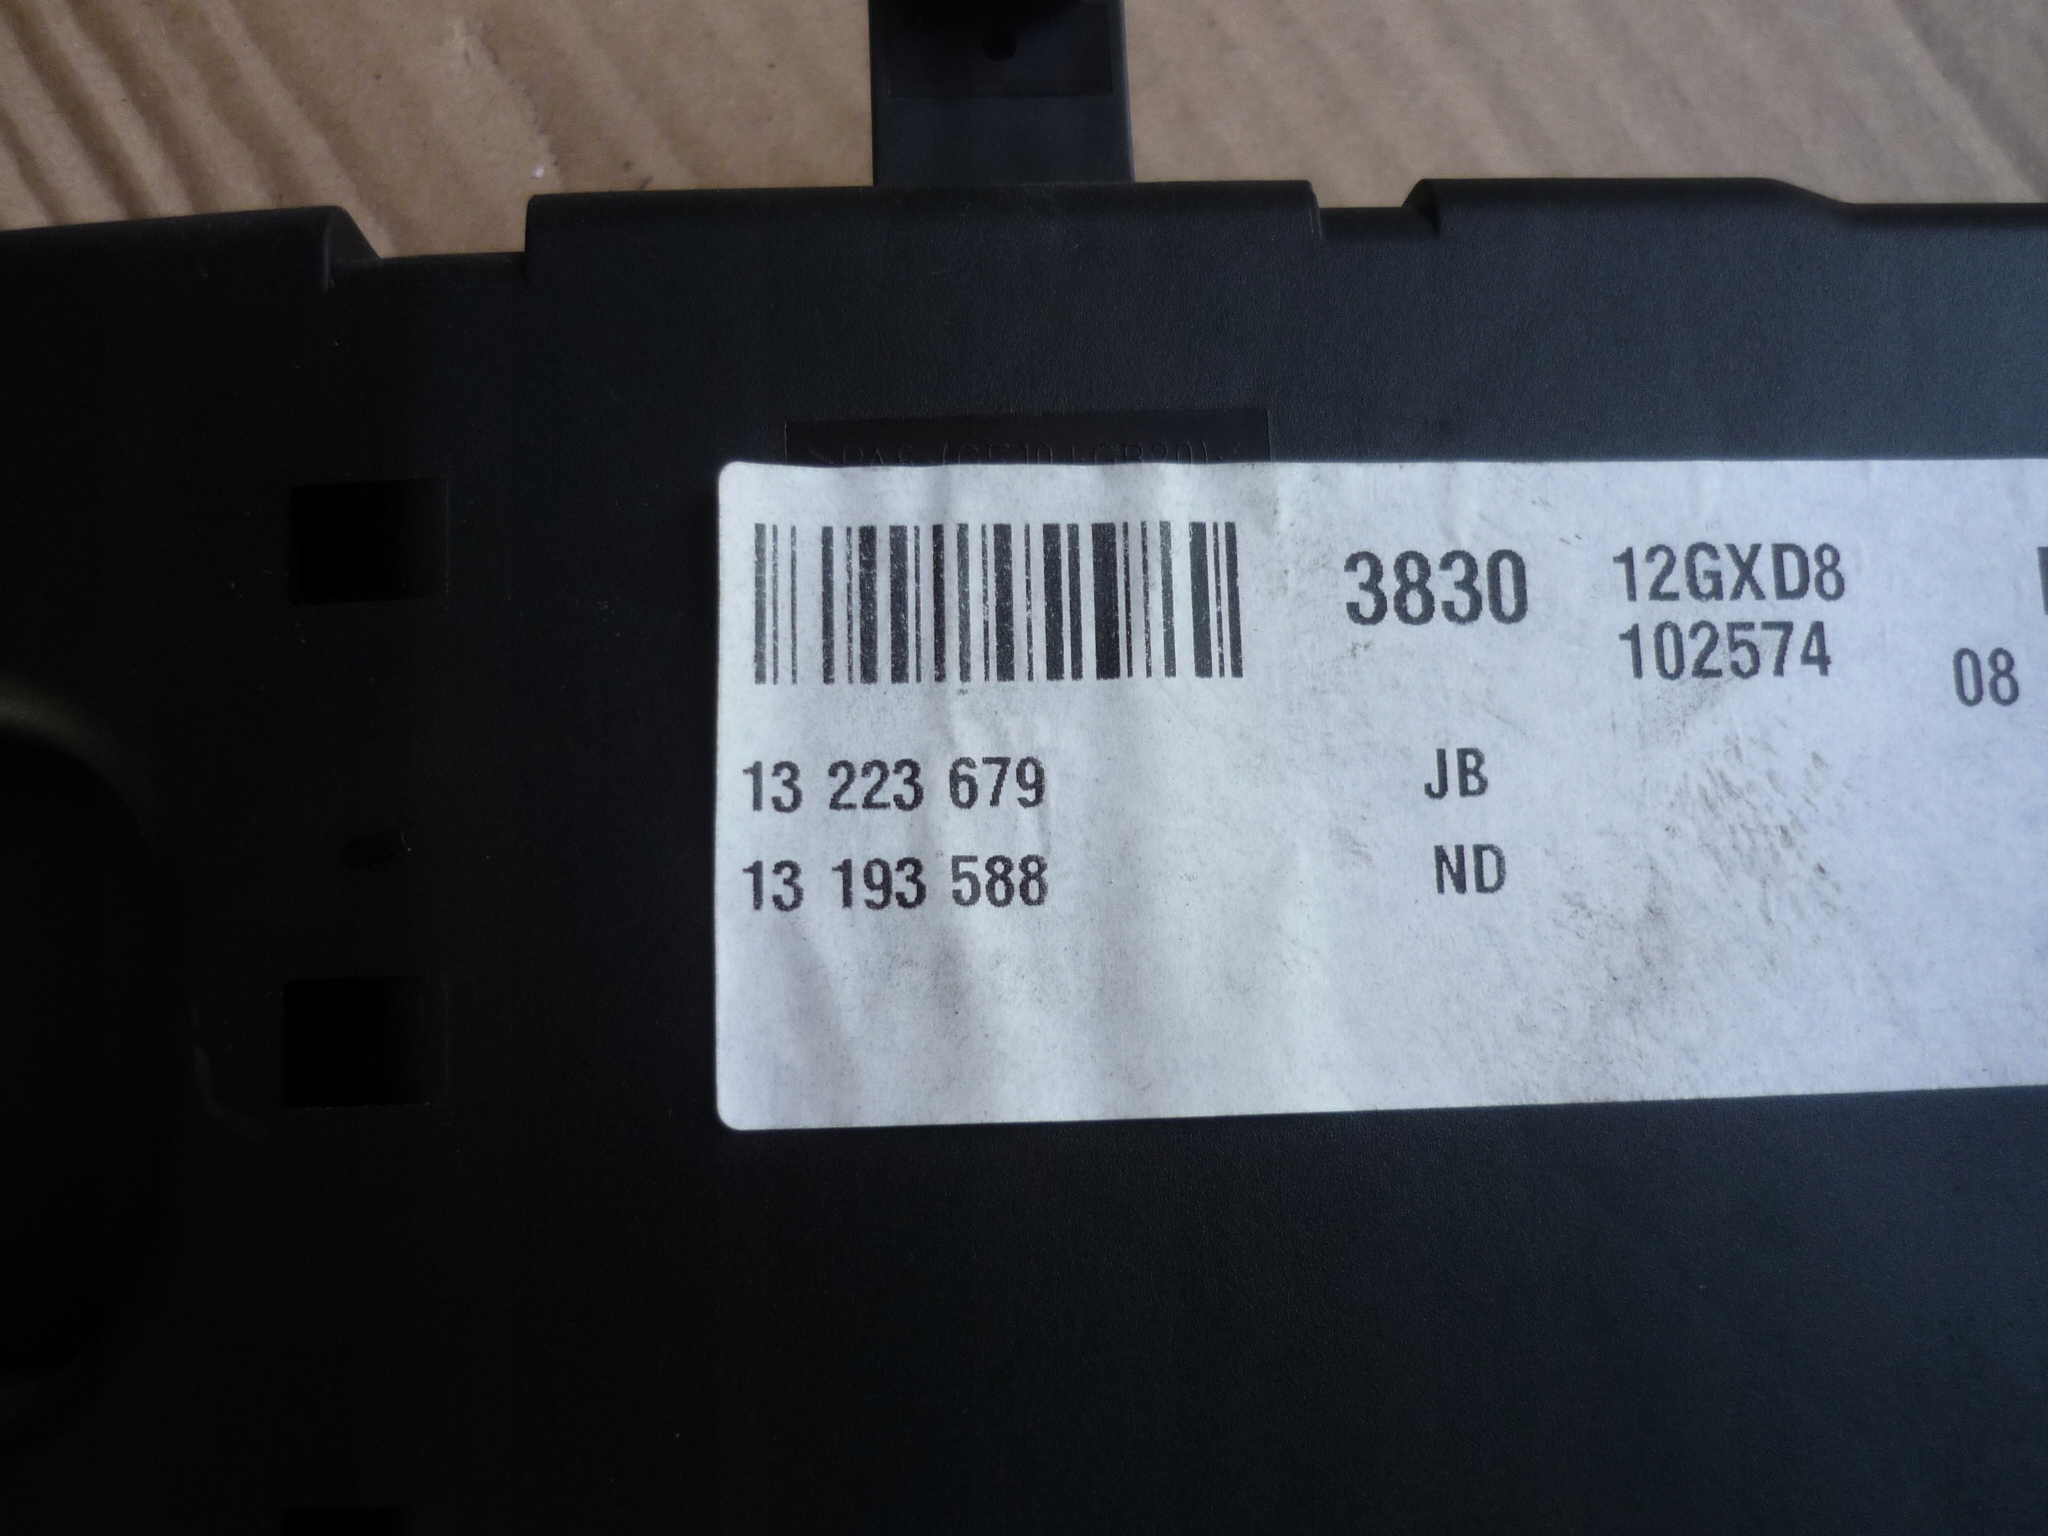 3830 12GXD8
102574
08
13 223 679 JB
13 193 588 ND